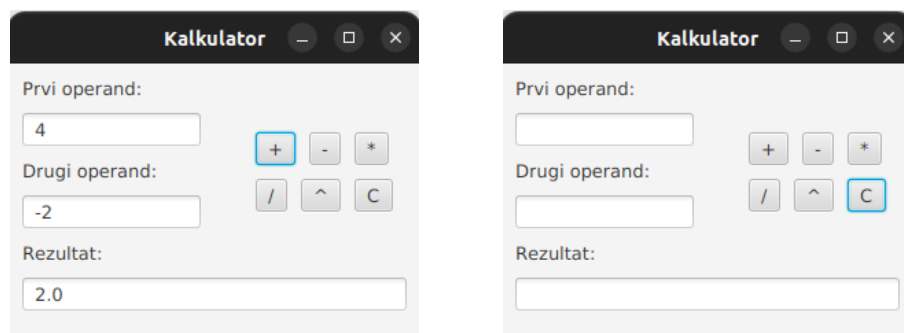 Kalkulator
Prvi operand:
4
+ - *
Drugi operand:
/ ^ C
-2
Rezultat:
2.0
Kalkulator
Prvi operand:
+ - *
Drugi operand:
/ ^ C
Rezultat: